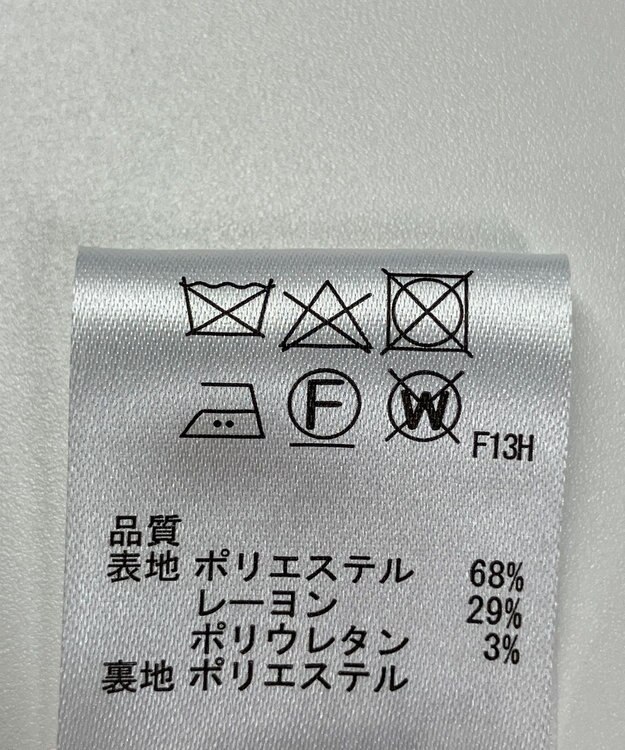 F W F13H
品質
表地 ポリエステル 68%
レーヨン 29%
ポリウレタン 3%
裏地 ポリエステル